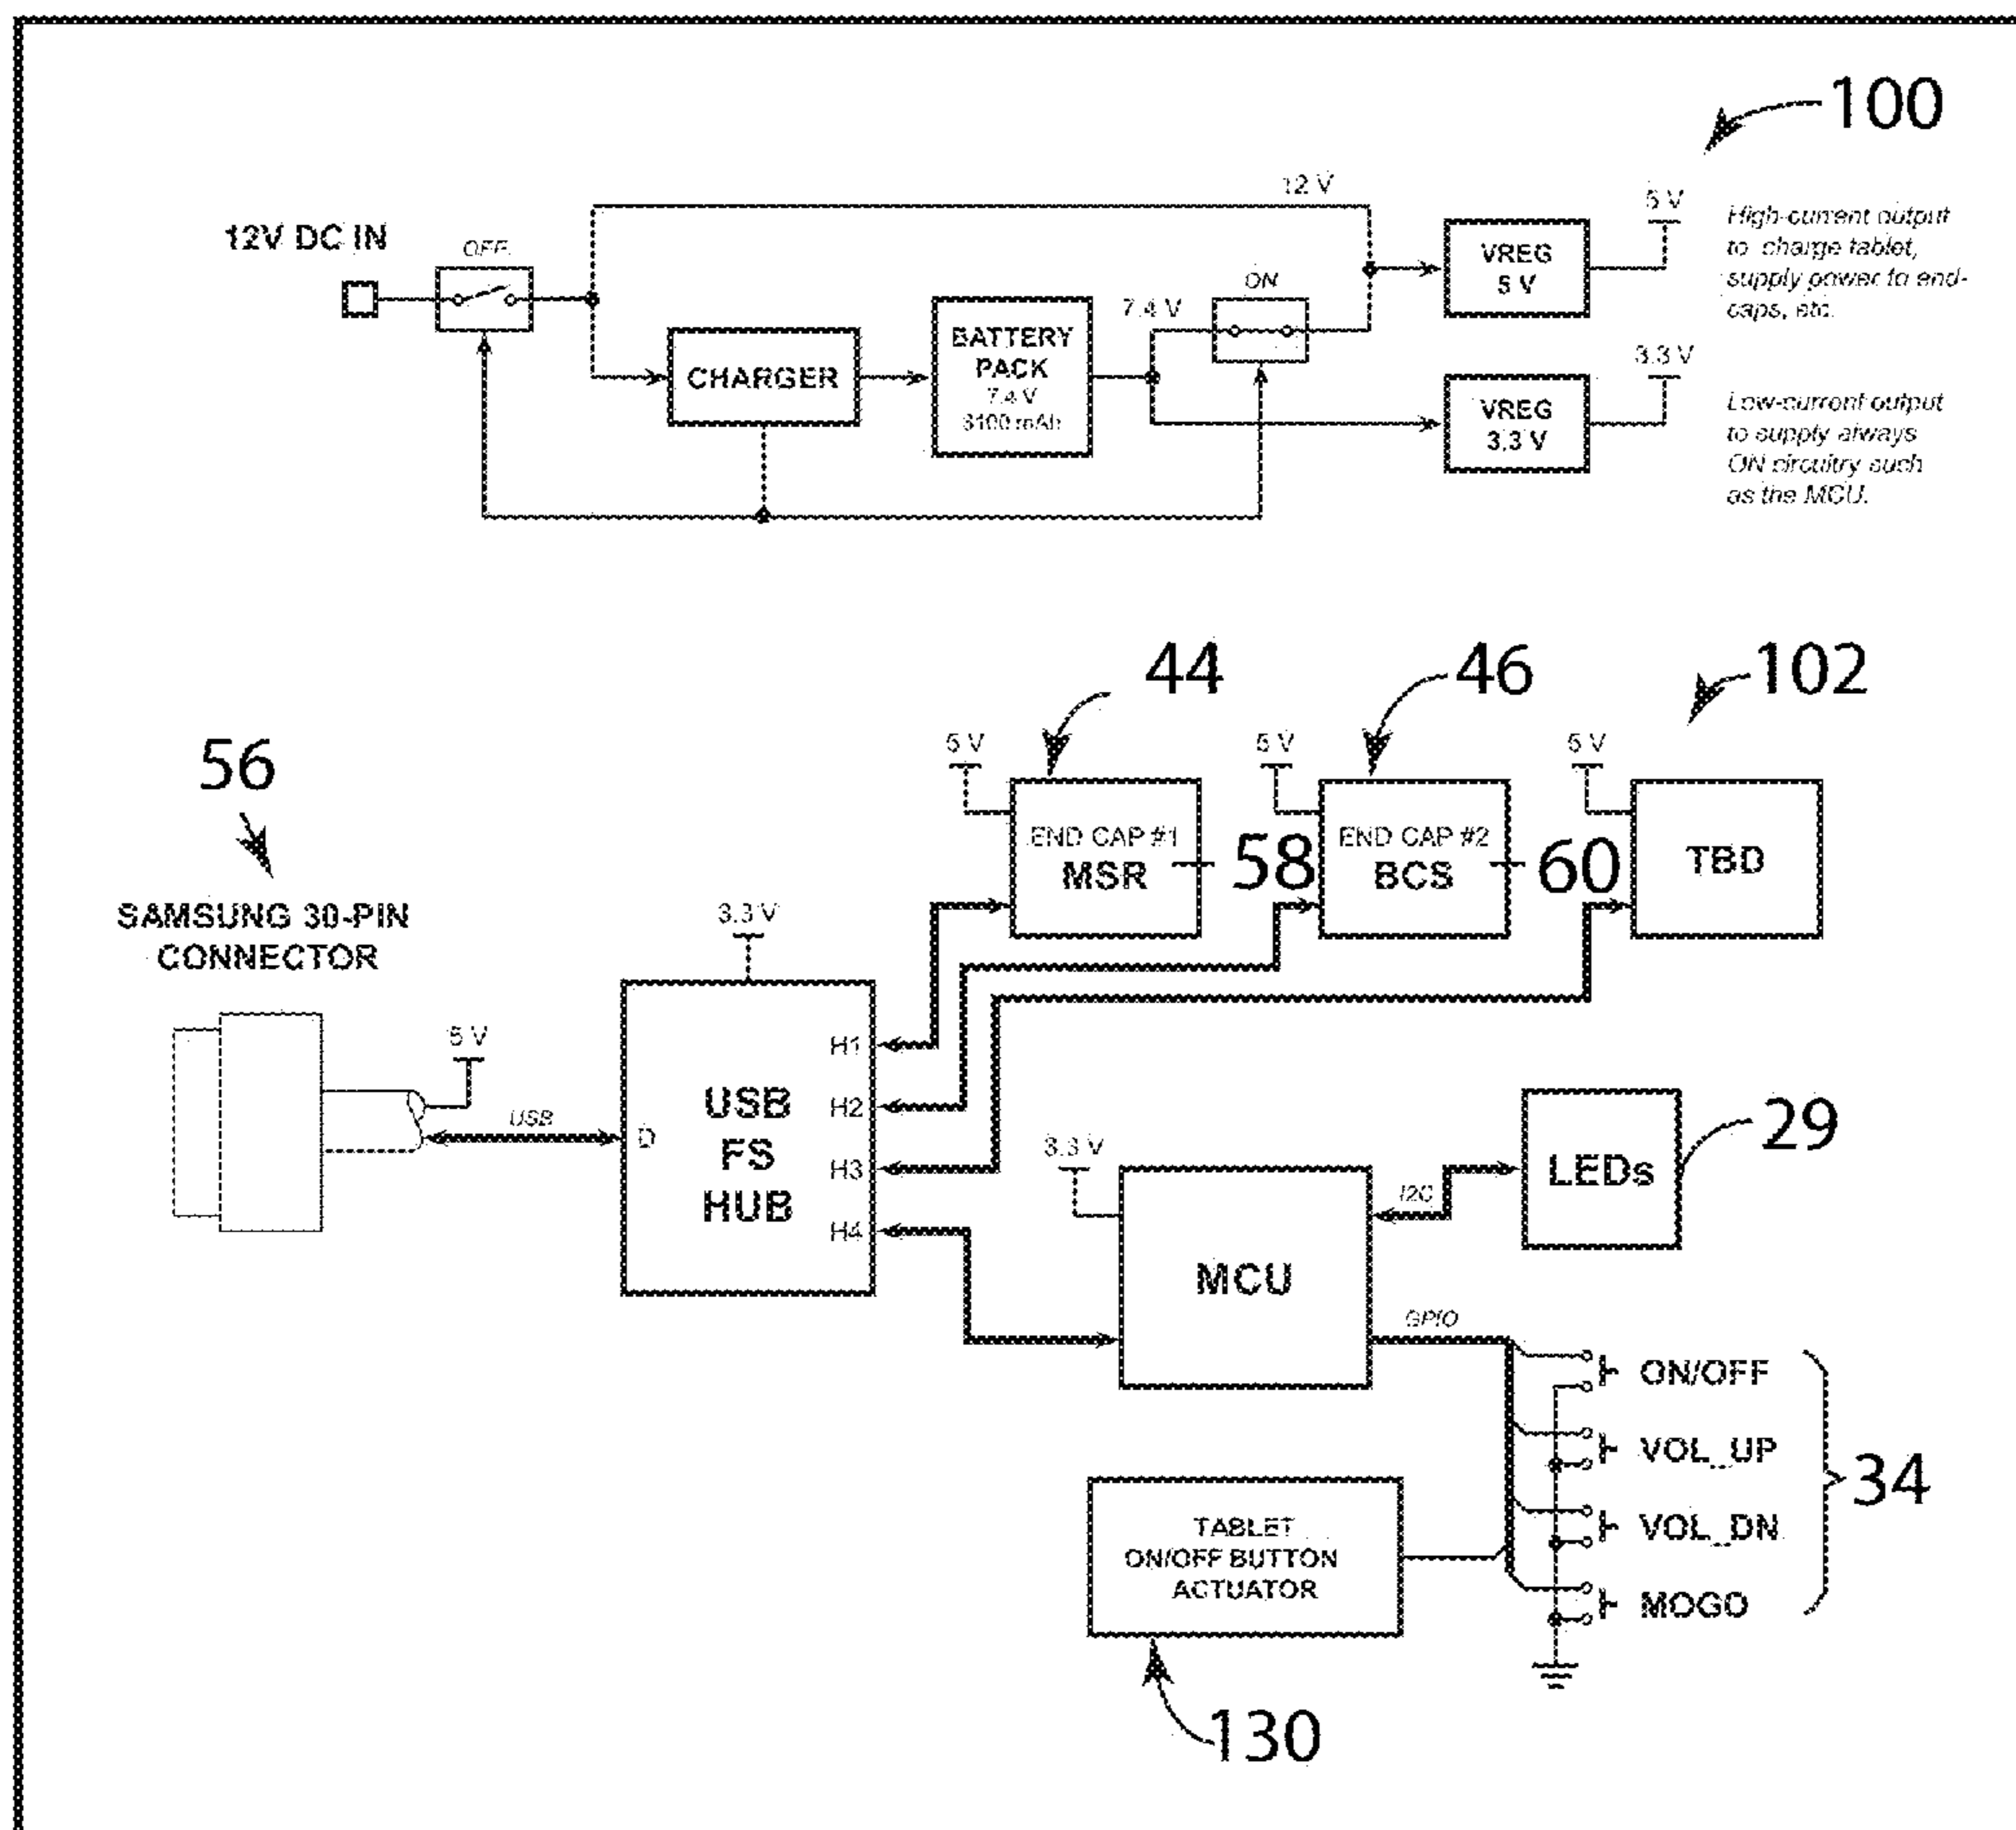 100
12 V
5 V
12V DC IN
OFF
VREG
5 V
High-current output
to charge tablet,
supply power to end-
caps, etc.
ON
7.4 V
BATTERY
PACK
7.4 V
mAh
CHARGER
3.3 V
VREG
3.3 V
Low-current output
to supply always
ON circuitry such
as the MCU.
44
46
102
56
5 V
5 V
5 V
END CAP #1
MSR
58
END CAP #2
BCS
60
TBD
SAMSUNG 30-PIN
CONNECTOR
3.3 V
5 V
USB
D
USB
FS
HUB
H1
H2
H3
H4
3.3 V
MCU
I2C
LEDs
29
GPIO
ON/OFF
VOL_UP
VOL_DN
MOGO
34
TABLET
ON/OFF BUTTON
ACTUATOR
130